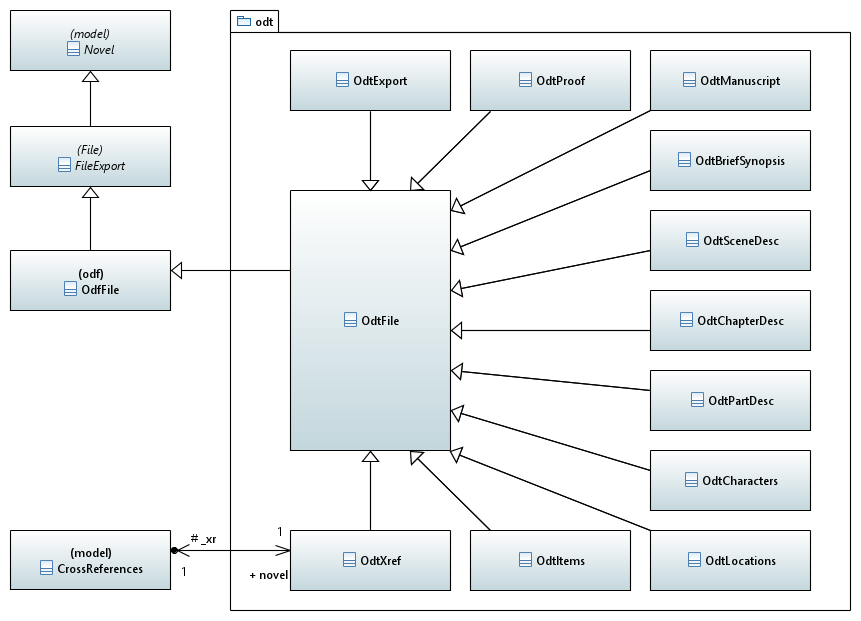 odt
(model)
Novel
OdtExport
OdtProof
OdtManuscript
(File)
FileExport
OdtBriefSynopsis
OdtSceneDesc
(odf)
OdfFile
OdtFile
OdtChapterDesc
OdtPartDesc
OdtCharacters
# _xr
1
(model)
CrossReferences
1
+ novel
OdtXref
OdtItems
OdtLocations